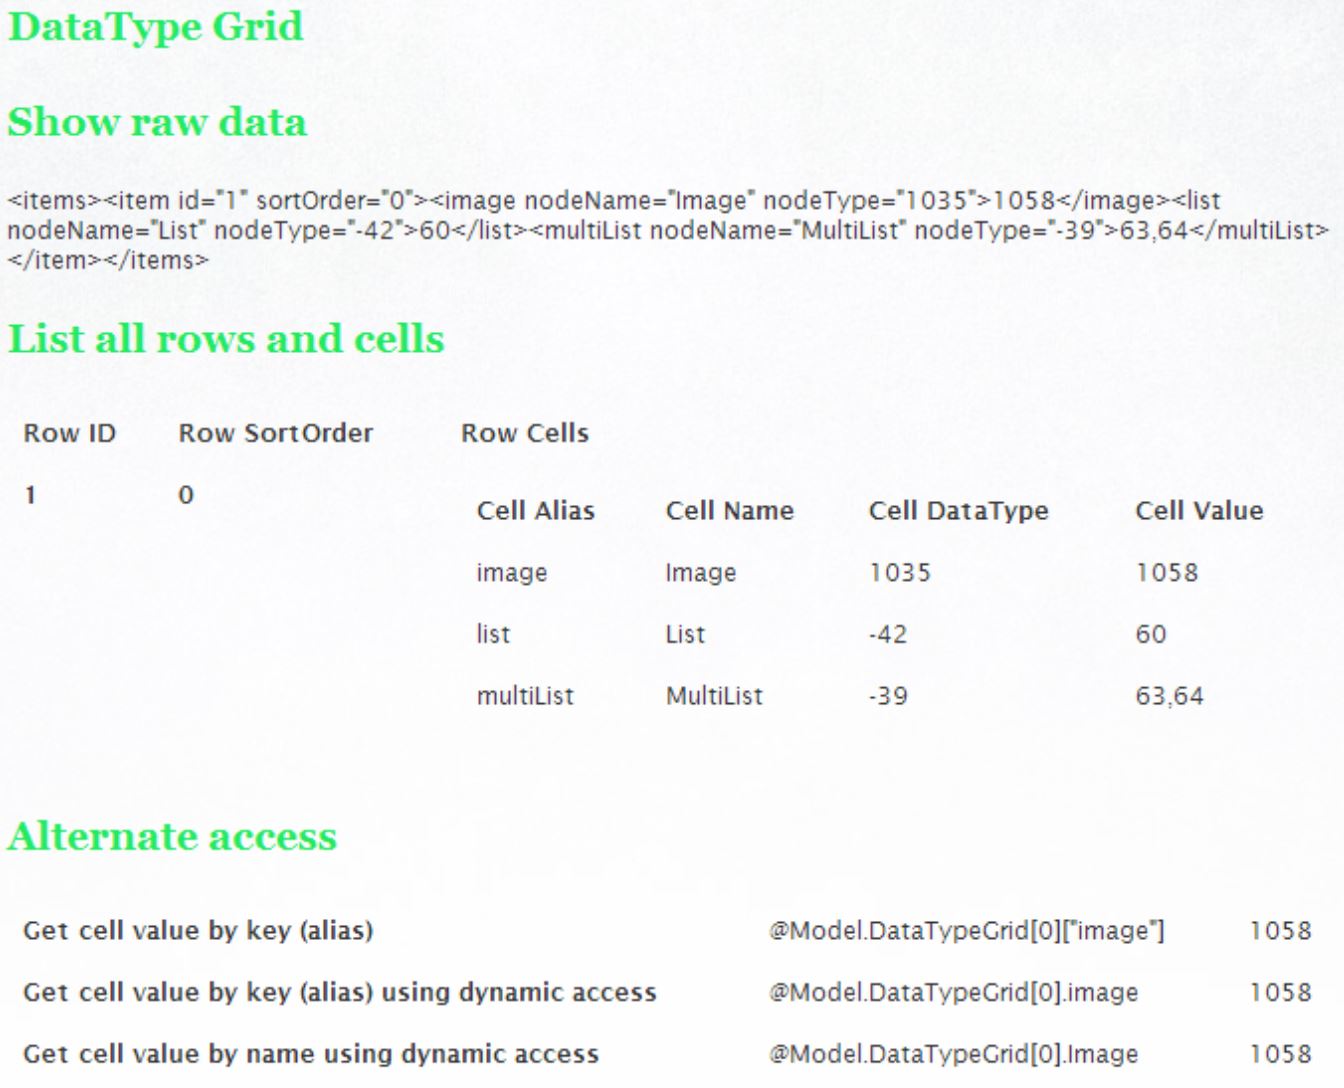 DataType Grid
Show raw data
<items><item id="1" sortOrder="0"><image nodeName="Image" nodeType="1035">1058</image><list
nodeName="List" nodeType="-42">60</list><multiList nodeName="MultiList" nodeType="-39">63,64</multiList>
</item></items>
List all rows and cells
Row ID Row SortOrder Row Cells
1 0
Cell Alias Cell Name Cell DataType Cell Value
image Image 1035 1058
list List -42 60
multiList MultiList -39 63,64
Alternate access
Get cell value by key (alias) @Model.DataTypeGrid[0]["image"] 1058
Get cell value by key (alias) using dynamic access @Model.DataTypeGrid[0].image 1058
Get cell value by name using dynamic access @Model.DataTypeGrid[0].Image 1058